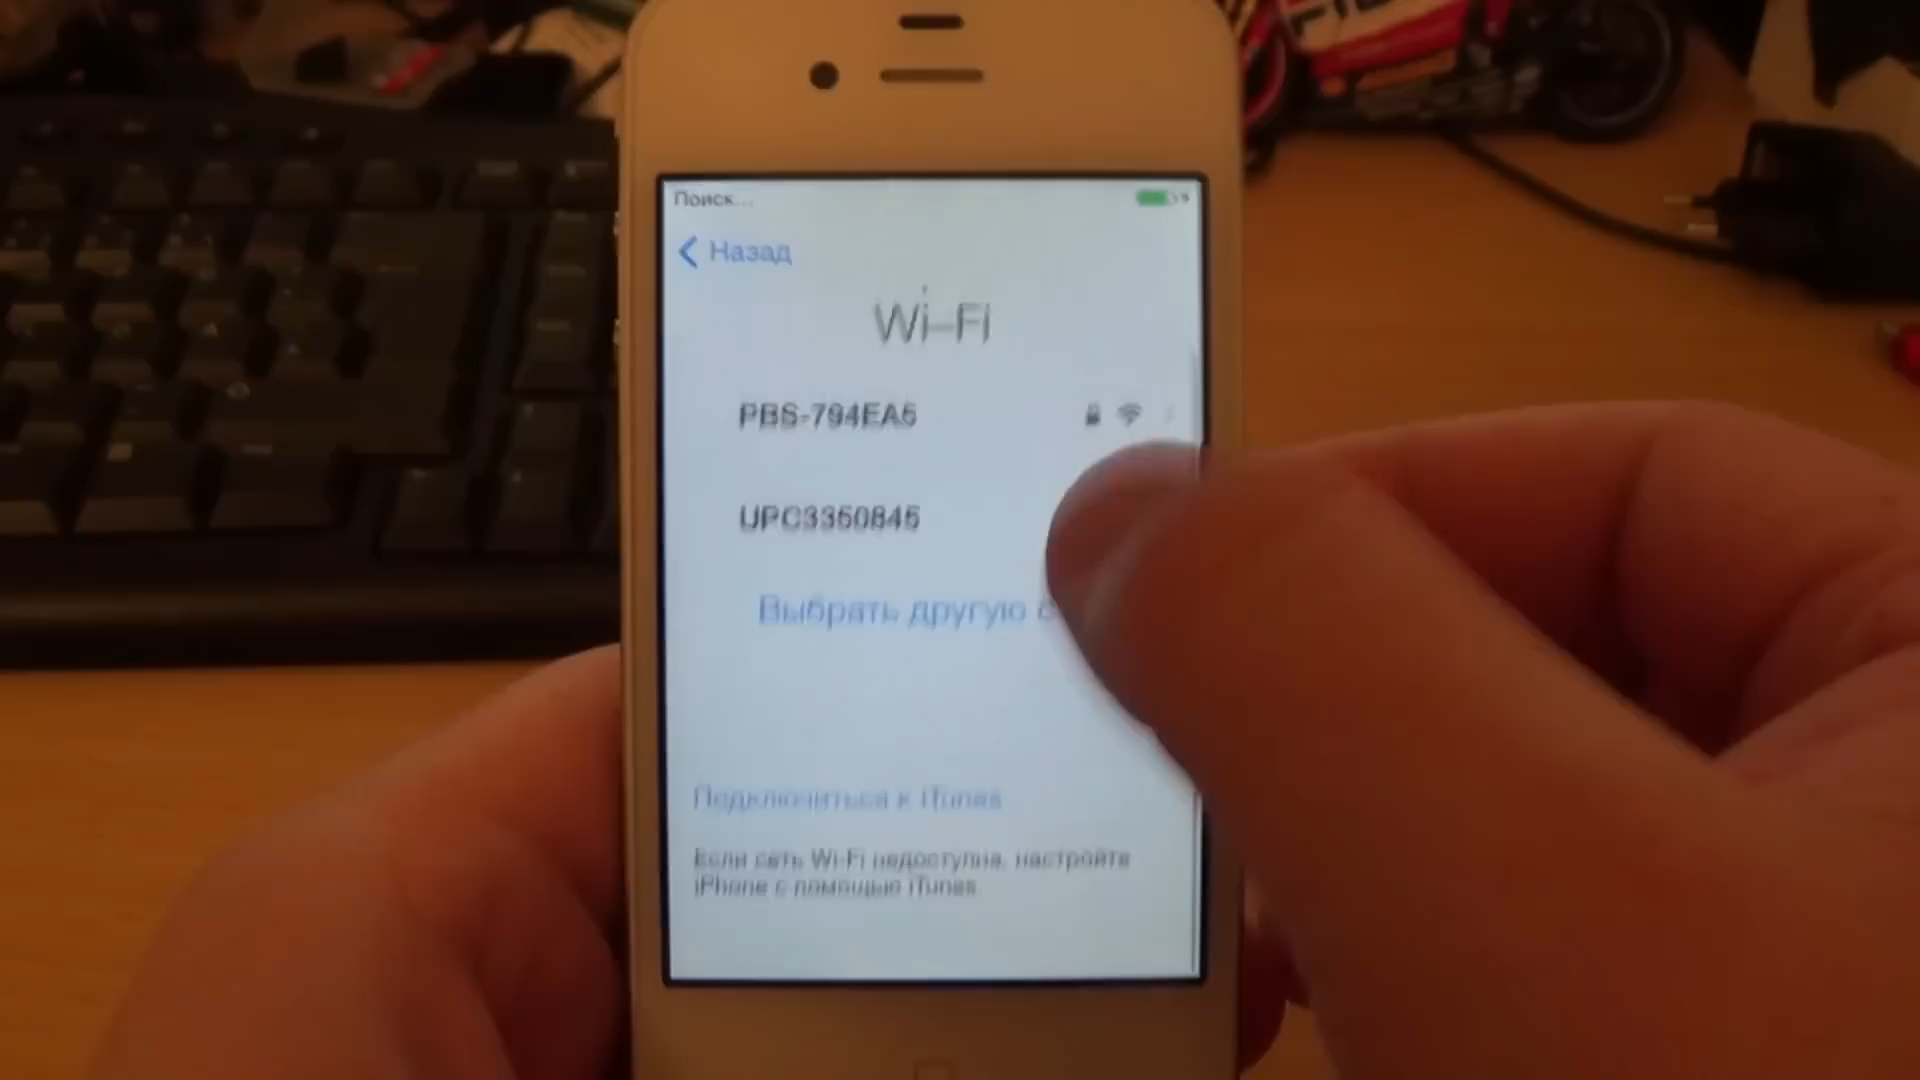 Поиск...
Назад
Wi-Fi
PBS-794EA5
UPC3350845
Выбрать другую с
Подключиться к iTunes
Если сеть Wi-Fi недоступна, настройте
iPhone с помощью iTunes.